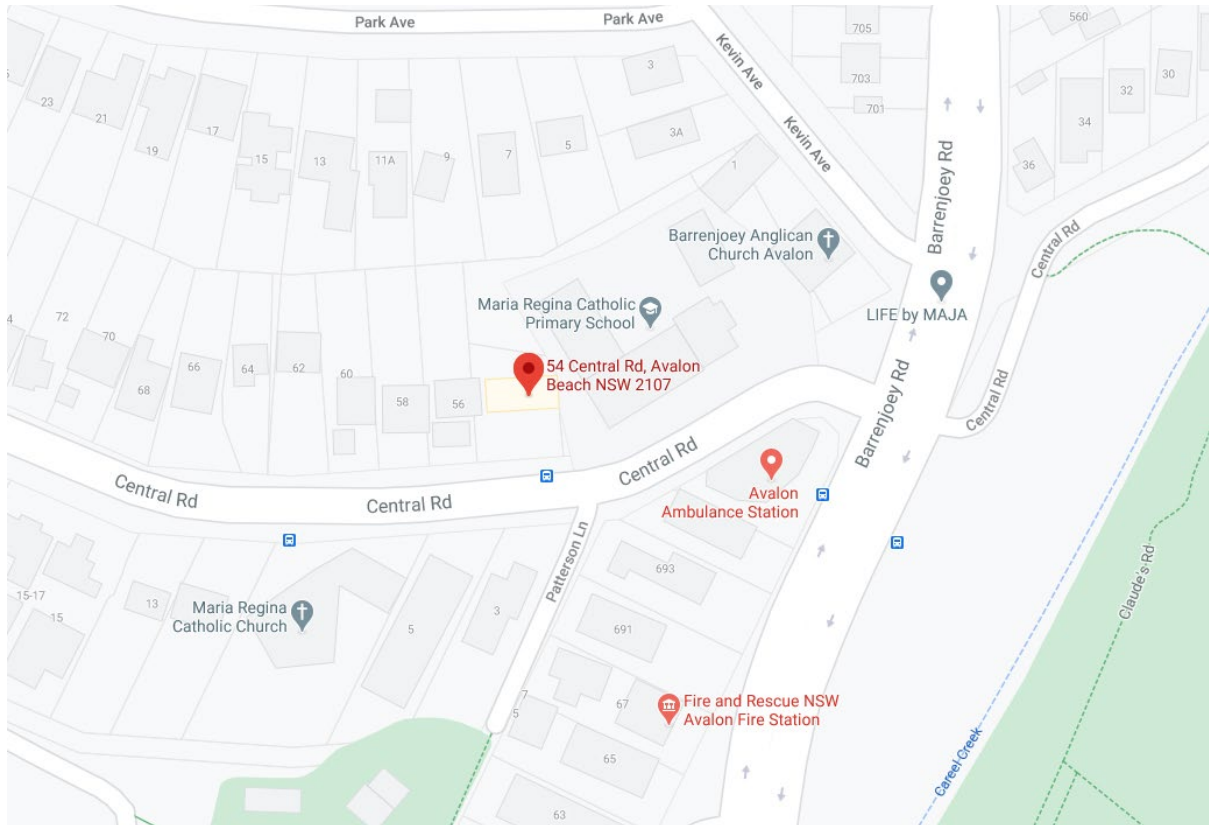 Park Ave
Park Ave
560
705
Kevin Ave
3
23
703
30
32
21
701
34
17
3A
19
Kevin Ave
15
13
11A
9
7
5
36
1
Barrenjoey Rd
Barrenjoey Anglican
Church Avalon
Central Rd
Maria Regina Catholic
Primary School
LIFE by MAJA
72
70
66
64
62
68
60
58
56
54 Central Rd, Avalon
Beach NSW 2107
Barrenjoey Rd
Central Rd
Central Rd
Central Rd
Central Rd
Avalon
Ambulance Station
Patterson Ln
693
Claude's Rd
15-17
15
13
Maria Regina
Catholic Church
5
3
691
7
5
67
Fire and Rescue NSW
Avalon Fire Station
65
Careel Creek
63